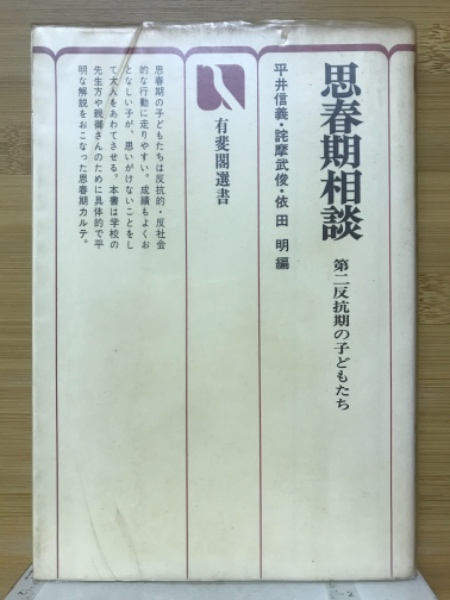 思春期相談
第二反抗期の子どもたち
平井信義・詫摩武俊・依田 明 編
有斐閣選書
思春期の子どもたちは反抗的・反社会
的な行動に走りやすい。成績もよくお
となしい子が、思いがけないことをし
て大人をあわてさせる。本書は学校の
先生方や親御さんのために具体的で平
明な解説をおこなった思春期カルテ。